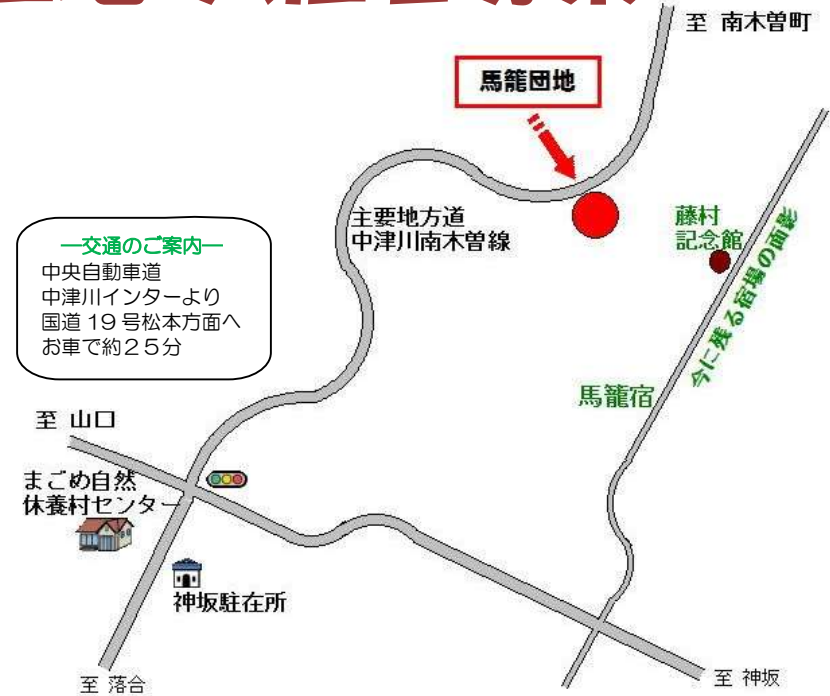 至 南木曽町
馬籠団地
主要地方道
中津川南木曽線
藤村
記念館
今に残る宿場の面影
―交通のご案内―
中央自動車道
中津川インターより
国道 19 号松本方面へ
お車で約２５分
馬籠宿
至 山口
まごめ自然
休養村センター
神坂駐在所
至 落合
至 神坂